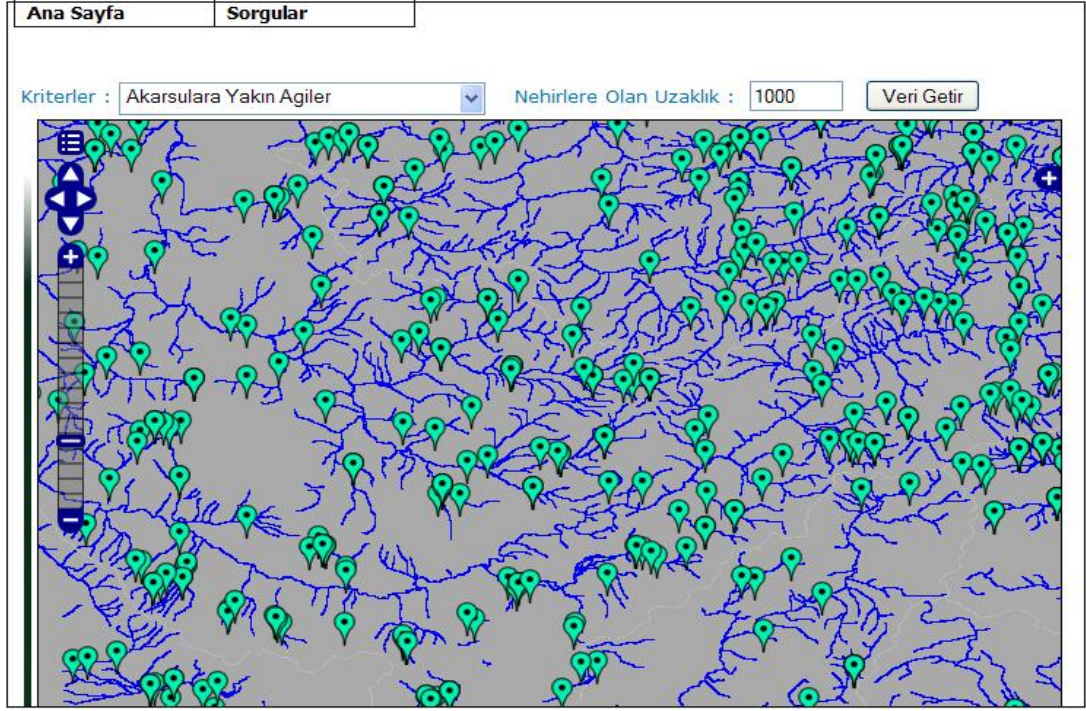 Ana Sayfa Sorgular
Kriterler : Akarsulara Yakın Agiler Nehirlere Olan Uzaklık : 1000 Veri Getir